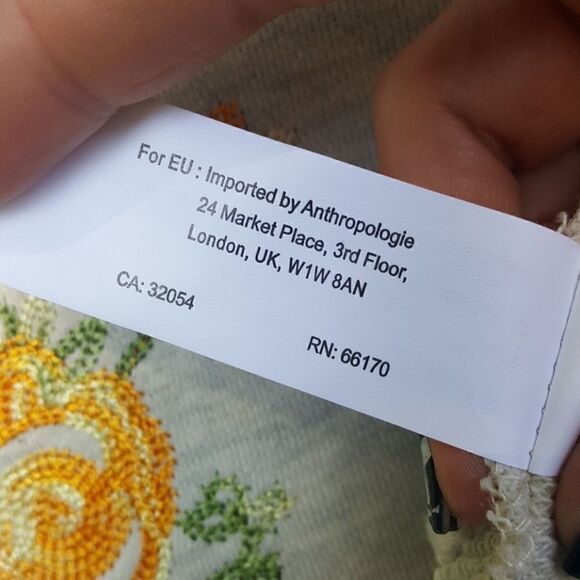 For EU : Imported by Anthropologie
24 Market Place, 3rd Floor,
London, UK, W1W 8AN
CA: 32054
RN: 66170